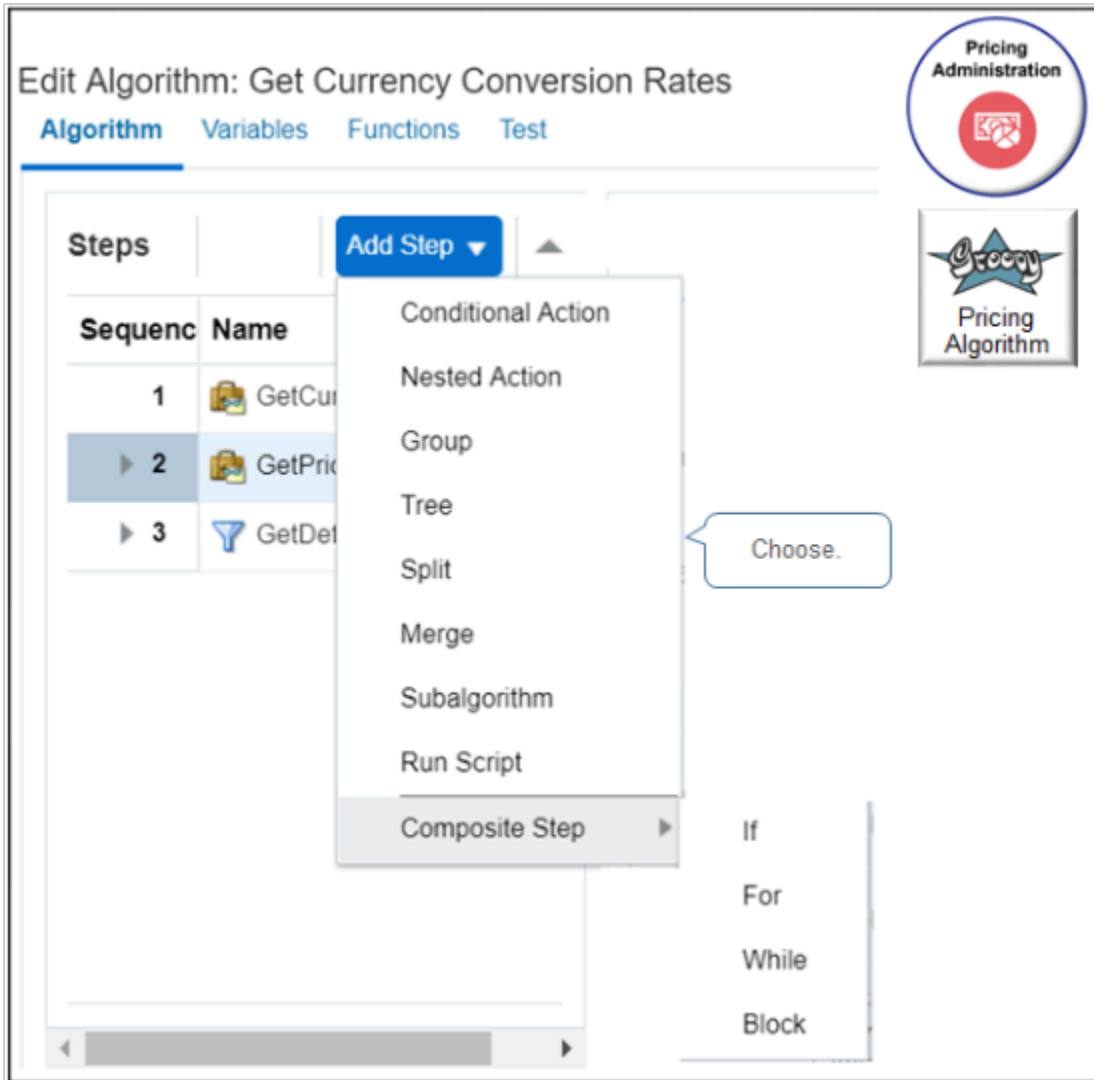 Pricing
Administration
Edit Algorithm: Get Currency Conversion Rates
Algorithm Variables Functions Test
Groovy
Pricing
Algorithm
Steps Add Step
Sequenc Name
1 GetCur
2 GetPric
3 GetDef
Conditional Action
Nested Action
Group
Tree
Split
Merge
Subalgorithm
Run Script
Composite Step
Choose.
If
For
While
Block